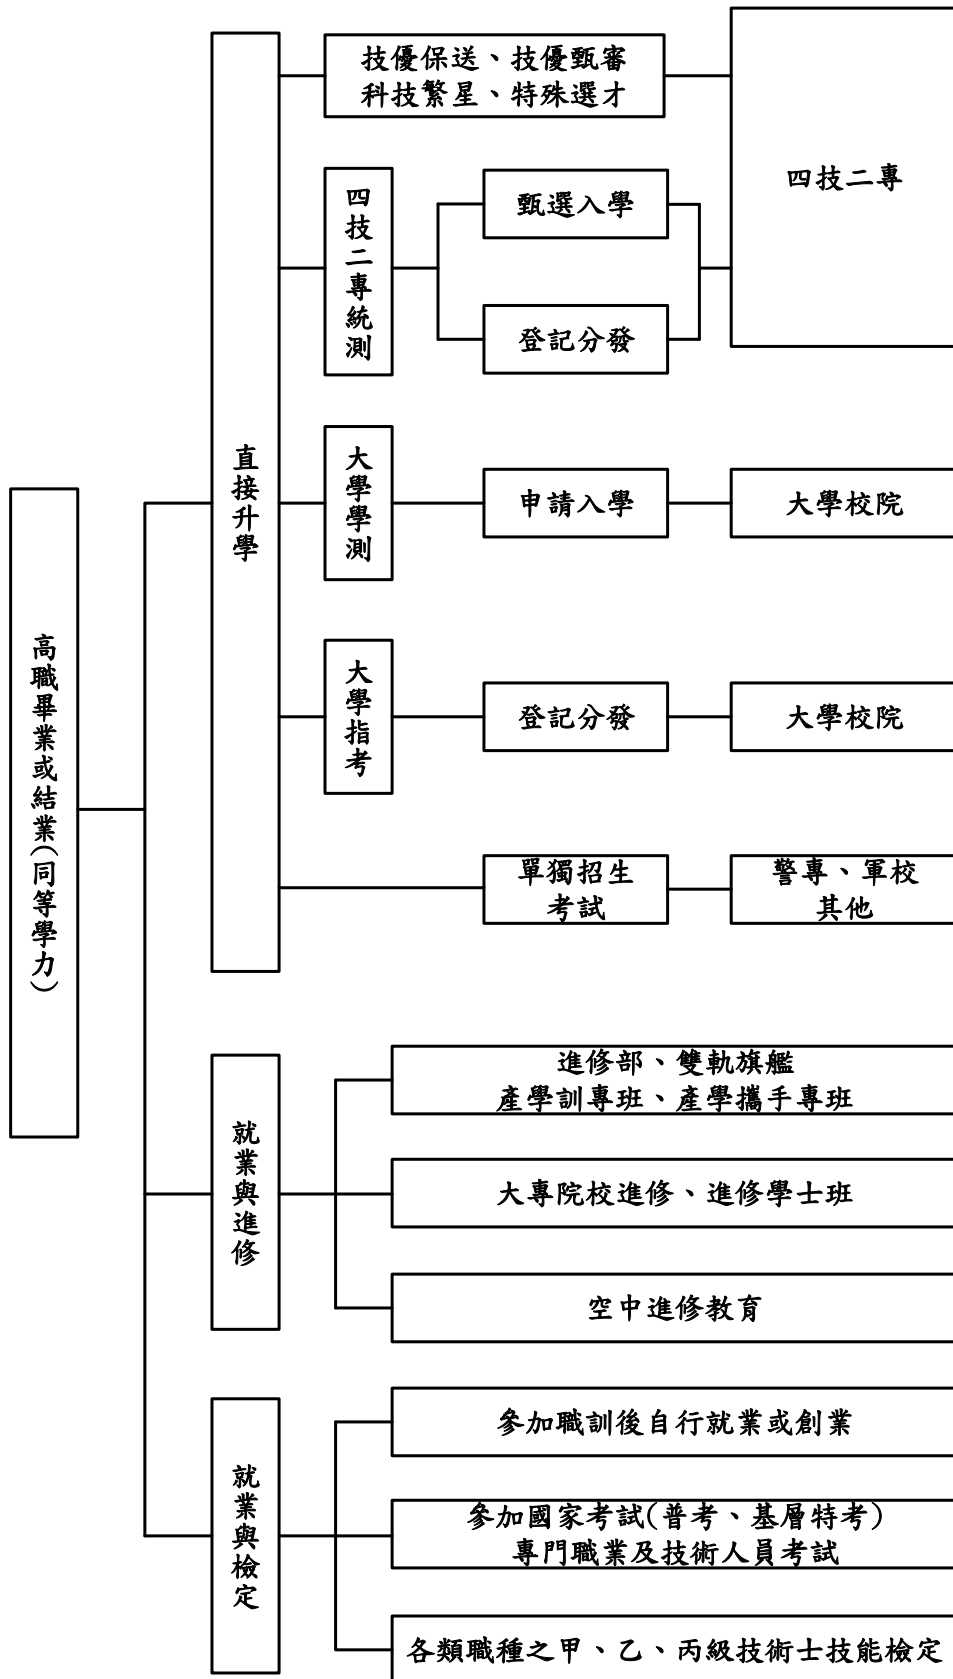 高職畢業或結業(同等學力)
直接升學
技優保送、技優甄審
科技繁星、特殊選才
四技二專
四技二專統測
甄選入學
登記分發
大學學測
申請入學
大學校院
大學指考
登記分發
大學校院
單獨招生
考試
警專、軍校
其他
就業與進修
進修部、雙軌旗艦
產學訓專班、產學攜手專班
大專院校進修、進修學士班
空中進修教育
就業與檢定
參加職訓後自行就業或創業
參加國家考試(普考、基層特考)
專門職業及技術人員考試
各類職種之甲、乙、丙級技術士技能檢定